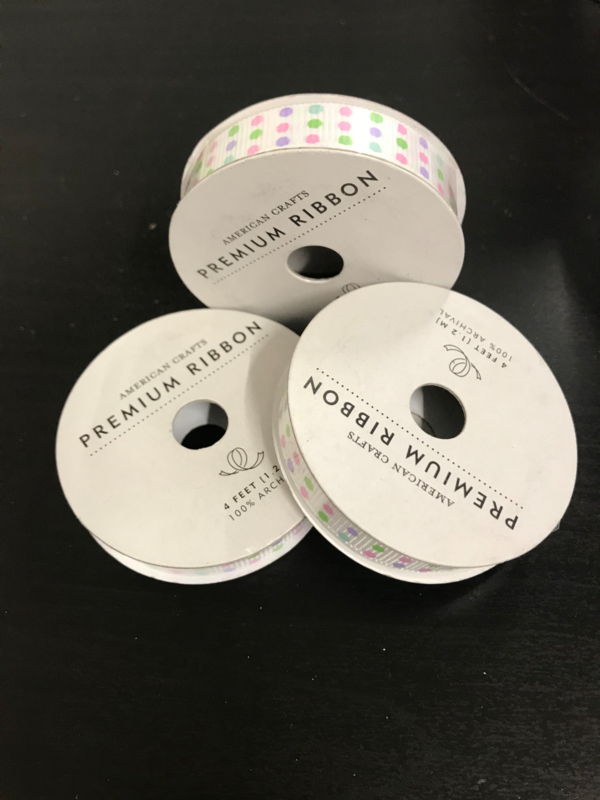 AMERICAN CRAFTS
PREMIUM RIBBON
AMERICAN CRAFTS
PREMIUM RIBBON
4 FEET [1.2
100% ARCH
AMERICAN CRAFTS
PREMIUM RIBBON
4 FEET [1.2 M]
100% ARCHIVAL